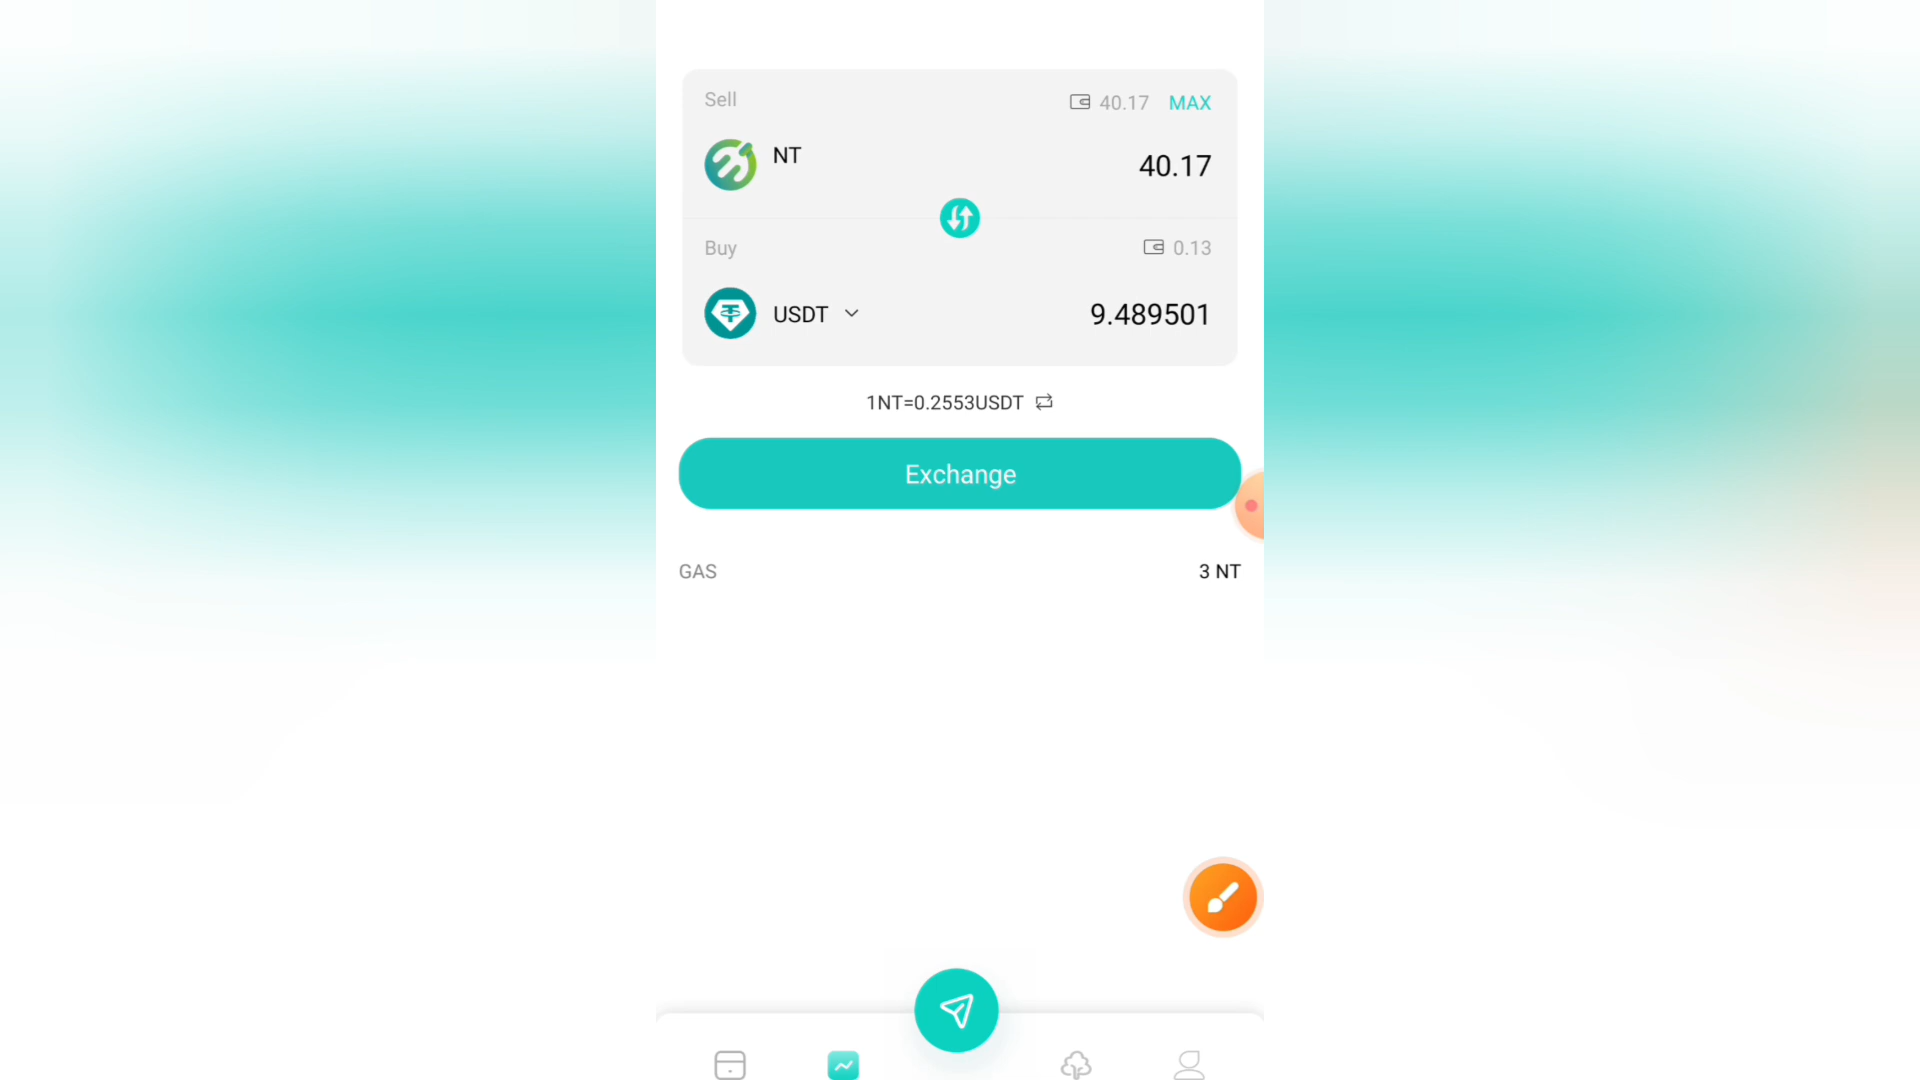 Sell 40.17 MAX
NT 40.17
Buy 0.13
USDT 9.489501
1NT=0.2553USDT
Exchange
GAS 3 NT